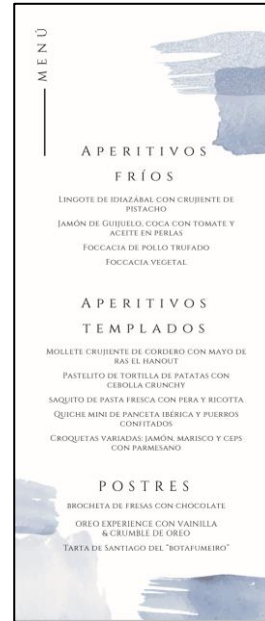 MENÚ
APERITIVOS
FRÍOS
LINGOTE DE IDIAZÁBAL CON CRUJIENTE DE
PISTACHO
JAMÓN DE GUIJUELO, COCA CON TOMATE Y
ACEITE EN PERLAS
FOCCACIA DE POLLO TRUFADO
FOCCACIA VEGETAL
APERITIVOS
TEMPLADOS
MOLLETE CRUJIENTE DE CORDERO CON MAYO DE
RAS EL HANOUT
PASTELITO DE TORTILLA DE PATATAS CON
CEBOLLA CRUNCHY
SAQUITO DE PASTA FRESCA CON PERA Y RICOTTA
QUICHE MINI DE PANCETA IBÉRICA Y PUERROS
CONFITADOS
CROQUETAS VARIADAS: JAMÓN, MARISCO Y CEPS
CON PARMESANO
POSTRES
BROCHETA DE FRESAS CON CHOCOLATE
OREO EXPERIENCE CON VAINILLA
& CRUMBLE DE OREO
TARTA DE SANTIAGO DEL "BOTAFUMEIRO"